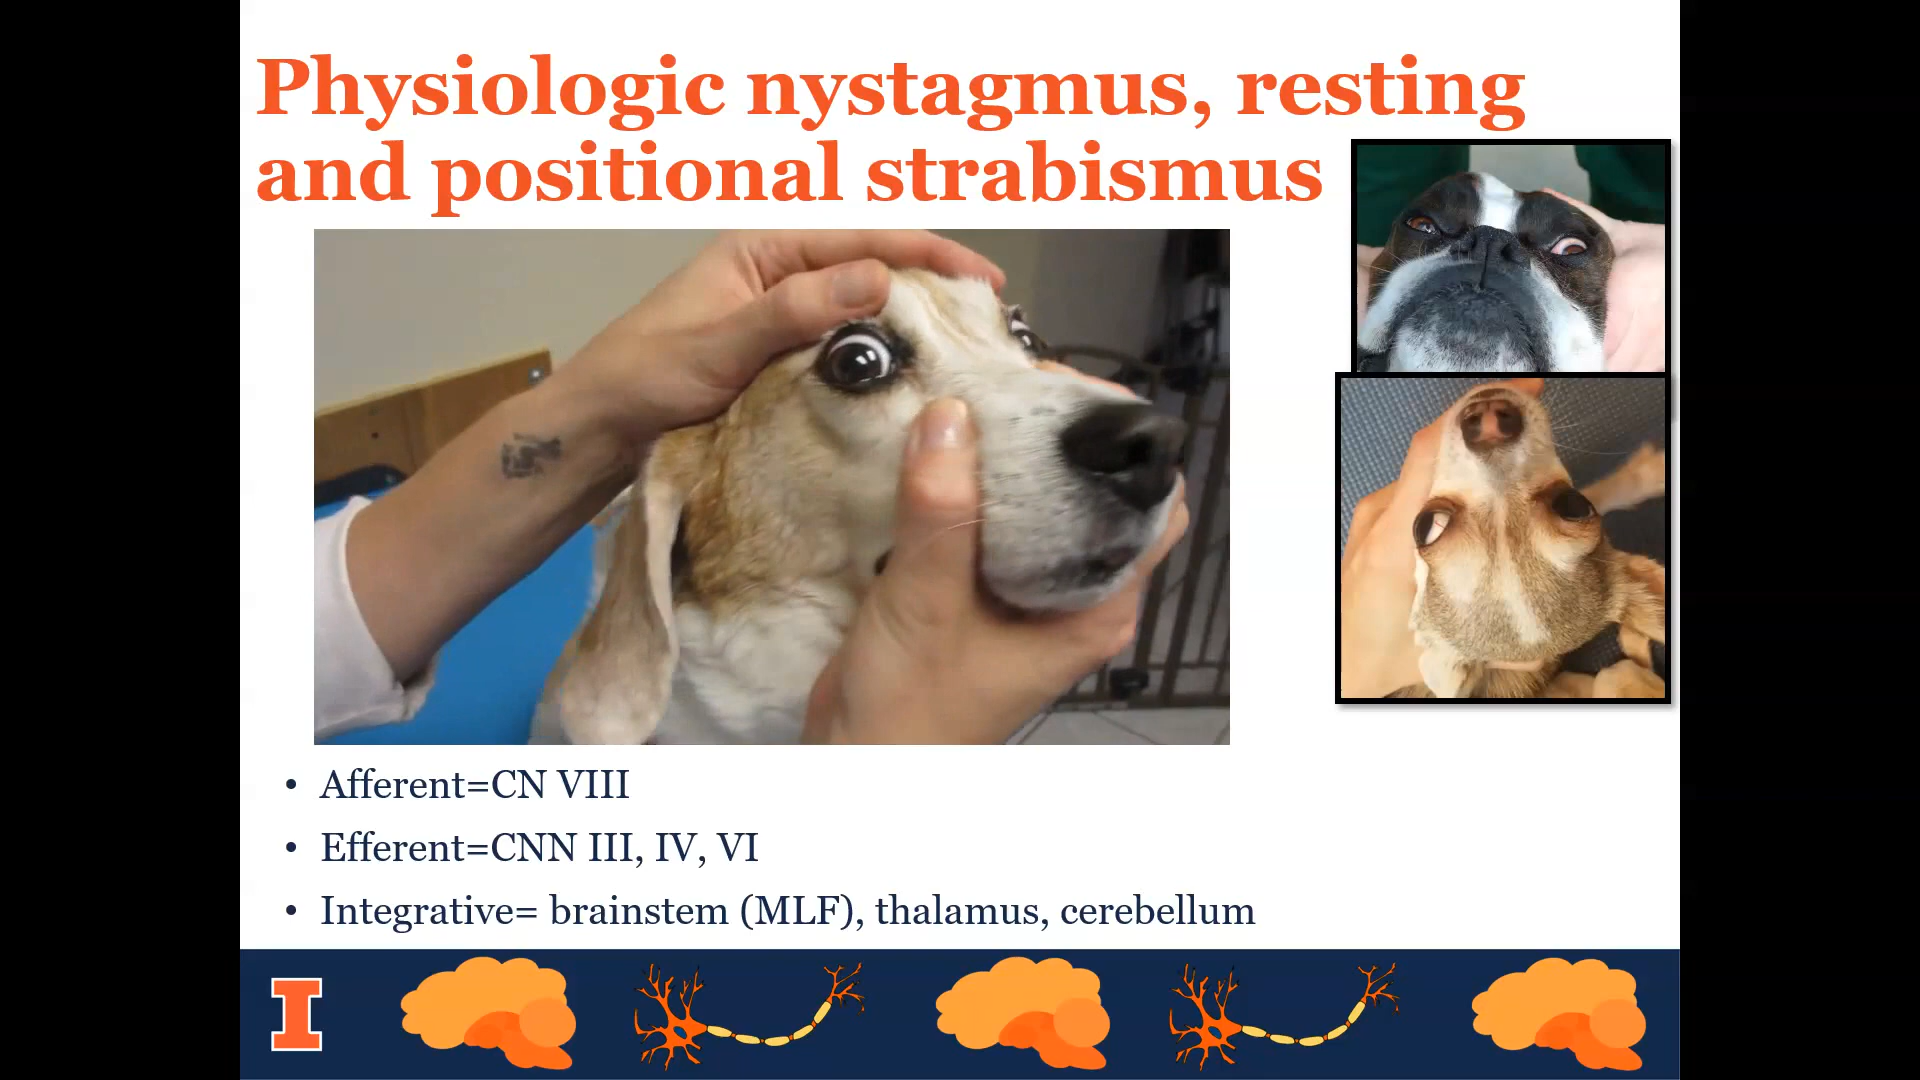 Physiologic nystagmus, resting
and positional strabismus
• Afferent=CN VIII
• Efferent=CNN III, IV, VI
• Integrative= brainstem (MLF), thalamus, cerebellum
I